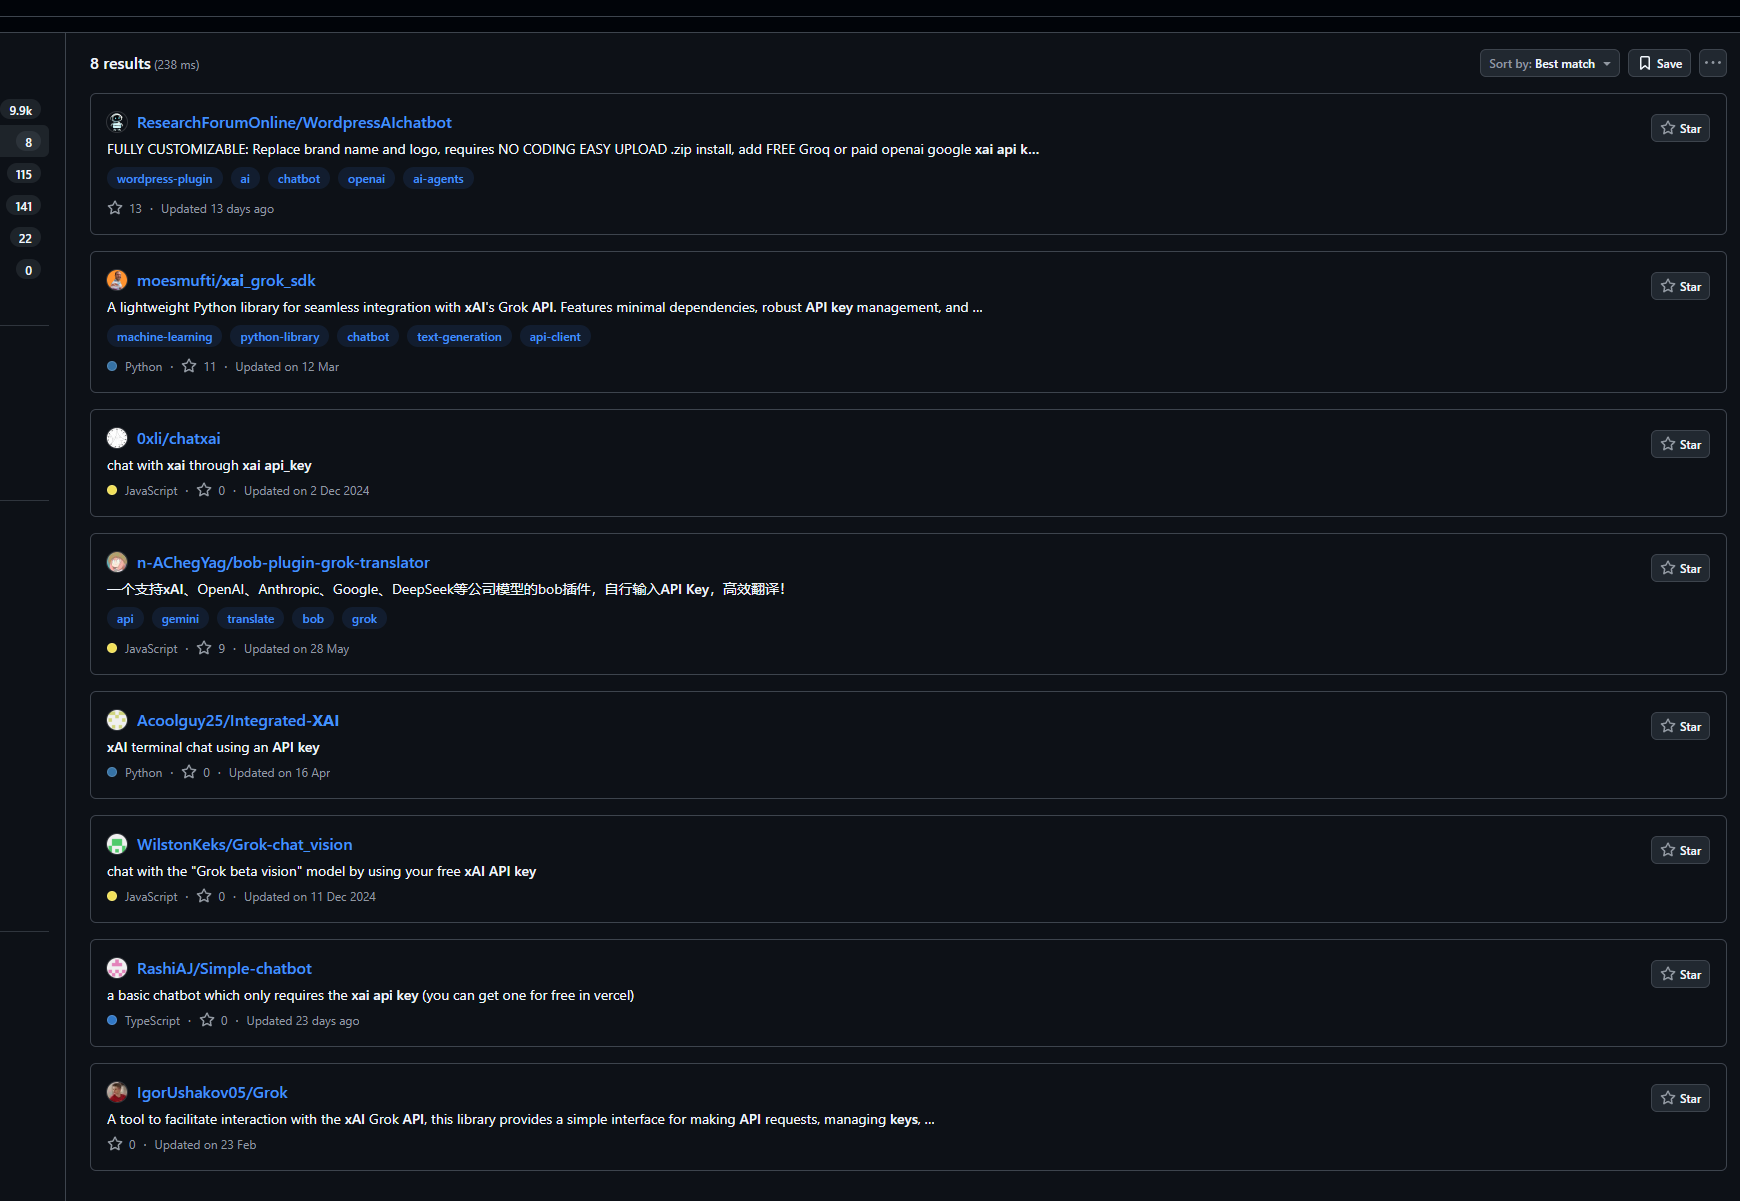 8 results (238 ms)
Sort by: Best match
Save
9.9k
8
115
141
22
0
ResearchForumOnline/WordpressAIchatbot
Star
FULLY CUSTOMIZABLE: Replace brand name and logo, requires NO CODING EASY UPLOAD .zip install, add FREE Groq or paid openai google xai api k...
wordpress-plugin ai chatbot openai ai-agents
13 · Updated 13 days ago
moesmufti/xai_grok_sdk
Star
A lightweight Python library for seamless integration with xAI's Grok API. Features minimal dependencies, robust API key management, and ...
machine-learning python-library chatbot text-generation api-client
Python · 11 · Updated on 12 Mar
0xli/chatxai
Star
chat with xai through xai api_key
JavaScript · 0 · Updated on 2 Dec 2024
n-AChegYag/bob-plugin-grok-translator
Star
一个支持xAI、OpenAI、Anthropic、Google、DeepSeek等公司模型的bob插件，自行输入API Key，高效翻译！
api gemini translate bob grok
JavaScript · 9 · Updated on 28 May
Acoolguy25/Integrated-XAI
Star
xAI terminal chat using an API key
Python · 0 · Updated on 16 Apr
WilstonKeks/Grok-chat_vision
Star
chat with the "Grok beta vision" model by using your free xAI API key
JavaScript · 0 · Updated on 11 Dec 2024
RashiAJ/Simple-chatbot
Star
a basic chatbot which only requires the xai api key (you can get one for free in vercel)
TypeScript · 0 · Updated 23 days ago
IgorUshakov05/Grok
Star
A tool to facilitate interaction with the xAI Grok API, this library provides a simple interface for making API requests, managing keys, ...
0 · Updated on 23 Feb